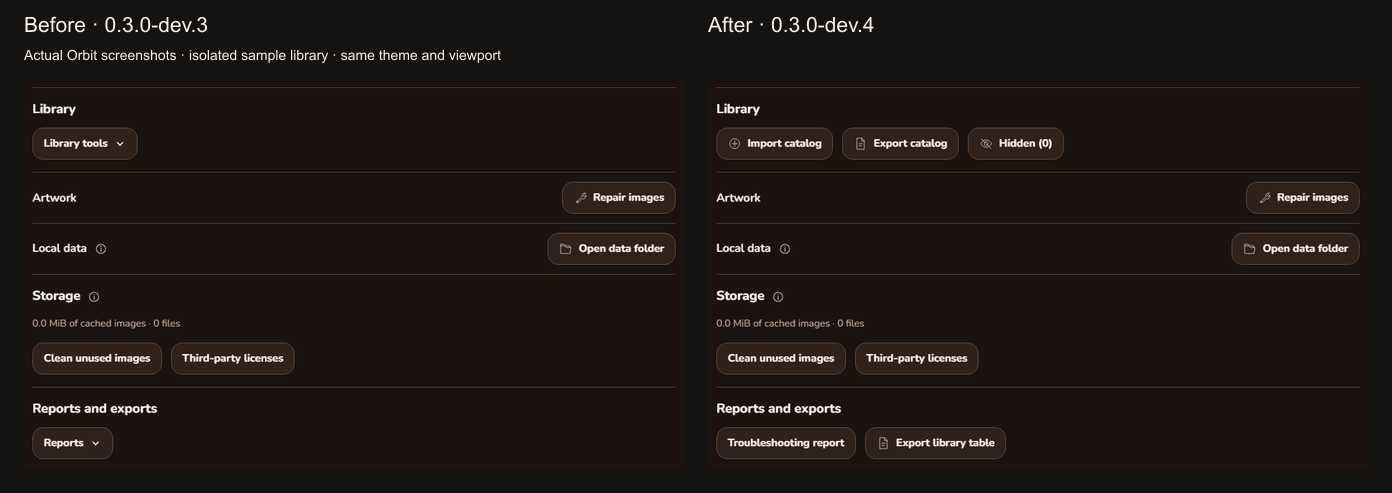 Before · 0.3.0-dev.3
Actual Orbit screenshots · isolated sample library · same theme and viewport
Library
Library tools
Artwork
Repair images
Local data
Open data folder
Storage
0.0 MiB of cached images · 0 files
Clean unused images
Third-party licenses
Reports and exports
Reports
After · 0.3.0-dev.4
Library
Import catalog
Export catalog
Hidden (0)
Artwork
Repair images
Local data
Open data folder
Storage
0.0 MiB of cached images · 0 files
Clean unused images
Third-party licenses
Reports and exports
Troubleshooting report
Export library table